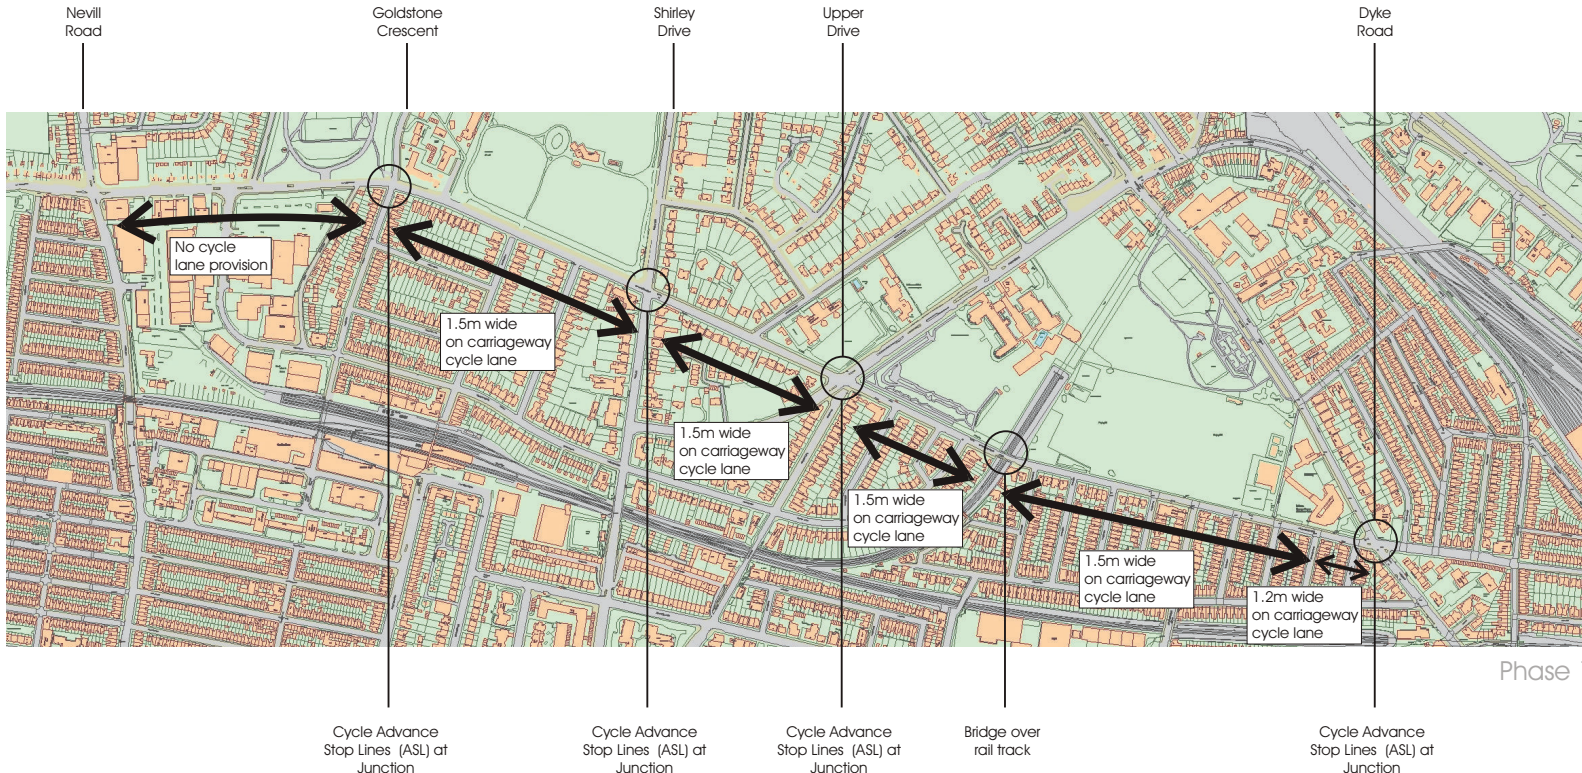 Nevill
Road
Goldstone
Crescent
Shirley
Drive
Upper
Drive
Dyke
Road
No cycle
lane provision
1.5m wide
on carriageway
cycle lane
1.5m wide
on carriageway
cycle lane
1.5m wide
on carriageway
cycle lane
1.5m wide
on carriageway
cycle lane
1.2m wide
on carriageway
cycle lane
Phase
Cycle Advance
Stop Lines (ASL) at
Junction
Cycle Advance
Stop Lines (ASL) at
Junction
Cycle Advance
Stop Lines (ASL) at
Junction
Bridge over
rail track
Cycle Advance
Stop Lines (ASL) at
Junction